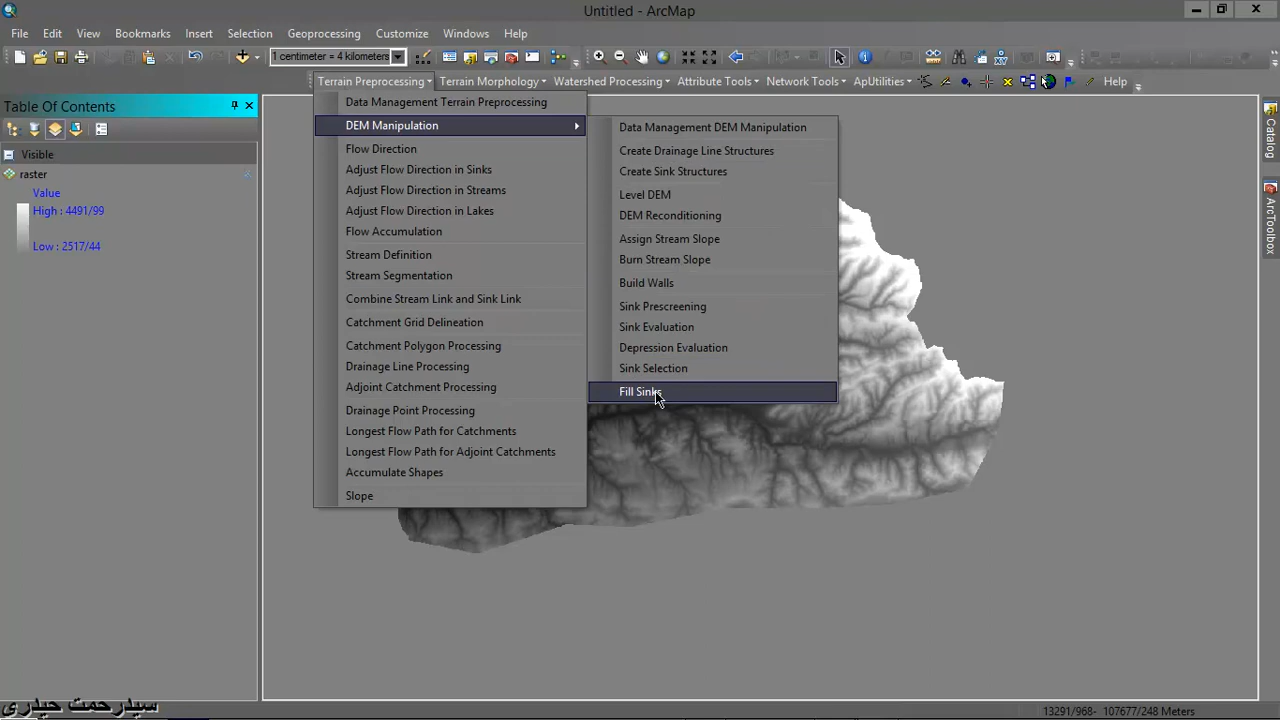 Untitled - ArcMap
File Edit View Bookmarks Insert Selection Geoprocessing Customize Windows Help
1 centimeter = 4 kilometers
Terrain Preprocessing Terrain Morphology Watershed Processing Attribute Tools Network Tools ApUtilities Help
Table Of Contents
Visible
raster
Value
High : 4491/99
Low : 2517/44
Data Management Terrain Preprocessing
DEM Manipulation
Flow Direction
Adjust Flow Direction in Sinks
Adjust Flow Direction in Streams
Adjust Flow Direction in Lakes
Flow Accumulation
Stream Definition
Stream Segmentation
Combine Stream Link and Sink Link
Catchment Grid Delineation
Catchment Polygon Processing
Drainage Line Processing
Adjoint Catchment Processing
Drainage Point Processing
Longest Flow Path for Catchments
Longest Flow Path for Adjoint Catchments
Accumulate Shapes
Slope
Data Management DEM Manipulation
Create Drainage Line Structures
Create Sink Structures
Level DEM
DEM Reconditioning
Assign Stream Slope
Burn Stream Slope
Build Walls
Sink Prescreening
Sink Evaluation
Depression Evaluation
Sink Selection
Fill Sinks
Catalog
ArcToolbox
سیدرحمت حیدری
13291/968- 107677/248 Meters